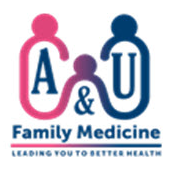 A U
&
Family Medicine
LEADING YOU TO BETTER HEALTH